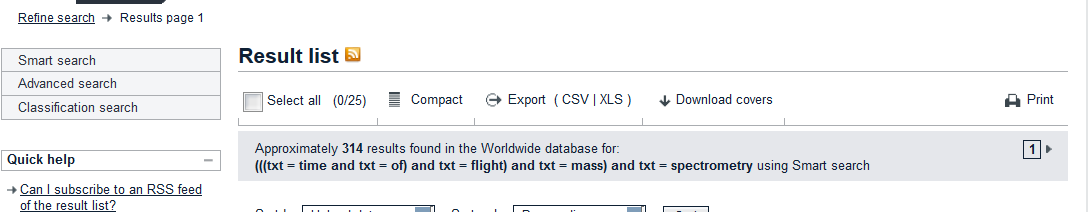 Refine search → Results page 1
Result list
Smart search
Advanced search
Classification search
Select all (0/25) Compact Export ( CSV | XLS ) Download covers Print
Approximately 314 results found in the Worldwide database for: 1
(((txt = time and txt = of) and txt = flight) and txt = mass) and txt = spectrometry using Smart search
Quick help
→ Can I subscribe to an RSS feed
of the result list?